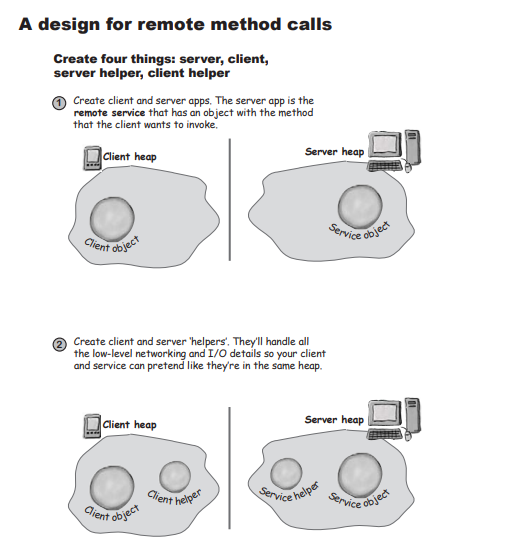 A design for remote method calls
Create four things: server, client,
server helper, client helper
1 Create client and server apps. The server app is the
remote service that has an object with the method
that the client wants to invoke.
Client heap
Server heap
Client object
Service object
2 Create client and server ‘helpers’. They’ll handle all
the low-level networking and I/O details so your client
and service can pretend like they’re in the same heap.
Client heap
Server heap
Client object
Client helper
Service helper
Service object